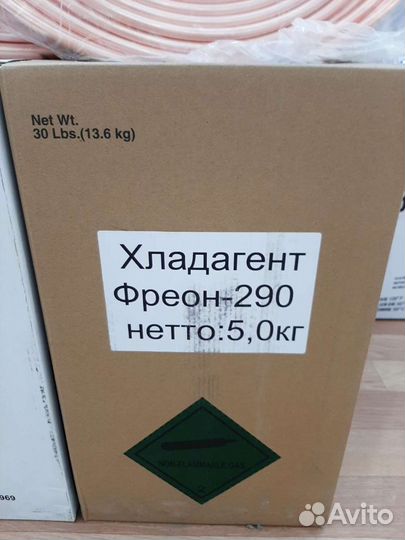 Net Wt.
30 Lbs.(13.6 kg)
Хладагент
Фреон-290
нетто:5,0кг
NON-FLAMMABLE GAS
2
969
Avito